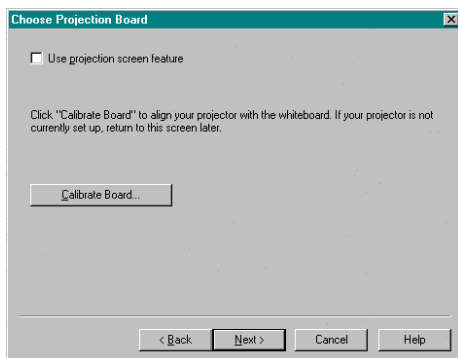 Choose Projection Board
Use projection screen feature
Click "Calibrate Board" to align your projector with the whiteboard. If your projector is not
currently set up, return to this screen later.
Calibrate Board...
< Back
Next >
Cancel
Help